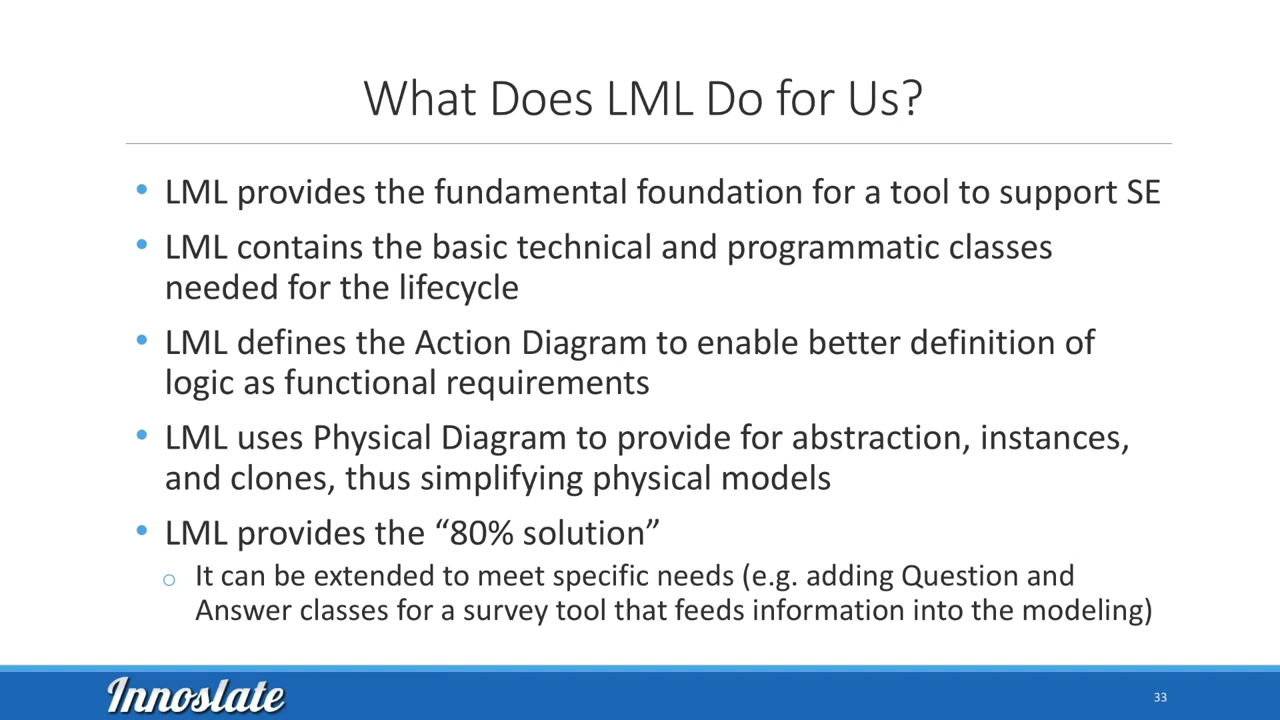 What Does LML Do for Us?
• LML provides the fundamental foundation for a tool to support SE
• LML contains the basic technical and programmatic classes
needed for the lifecycle
• LML defines the Action Diagram to enable better definition of
logic as functional requirements
• LML uses Physical Diagram to provide for abstraction, instances,
and clones, thus simplifying physical models
• LML provides the “80% solution”
o It can be extended to meet specific needs (e.g. adding Question and
Answer classes for a survey tool that feeds information into the modeling)
Innoslate
33